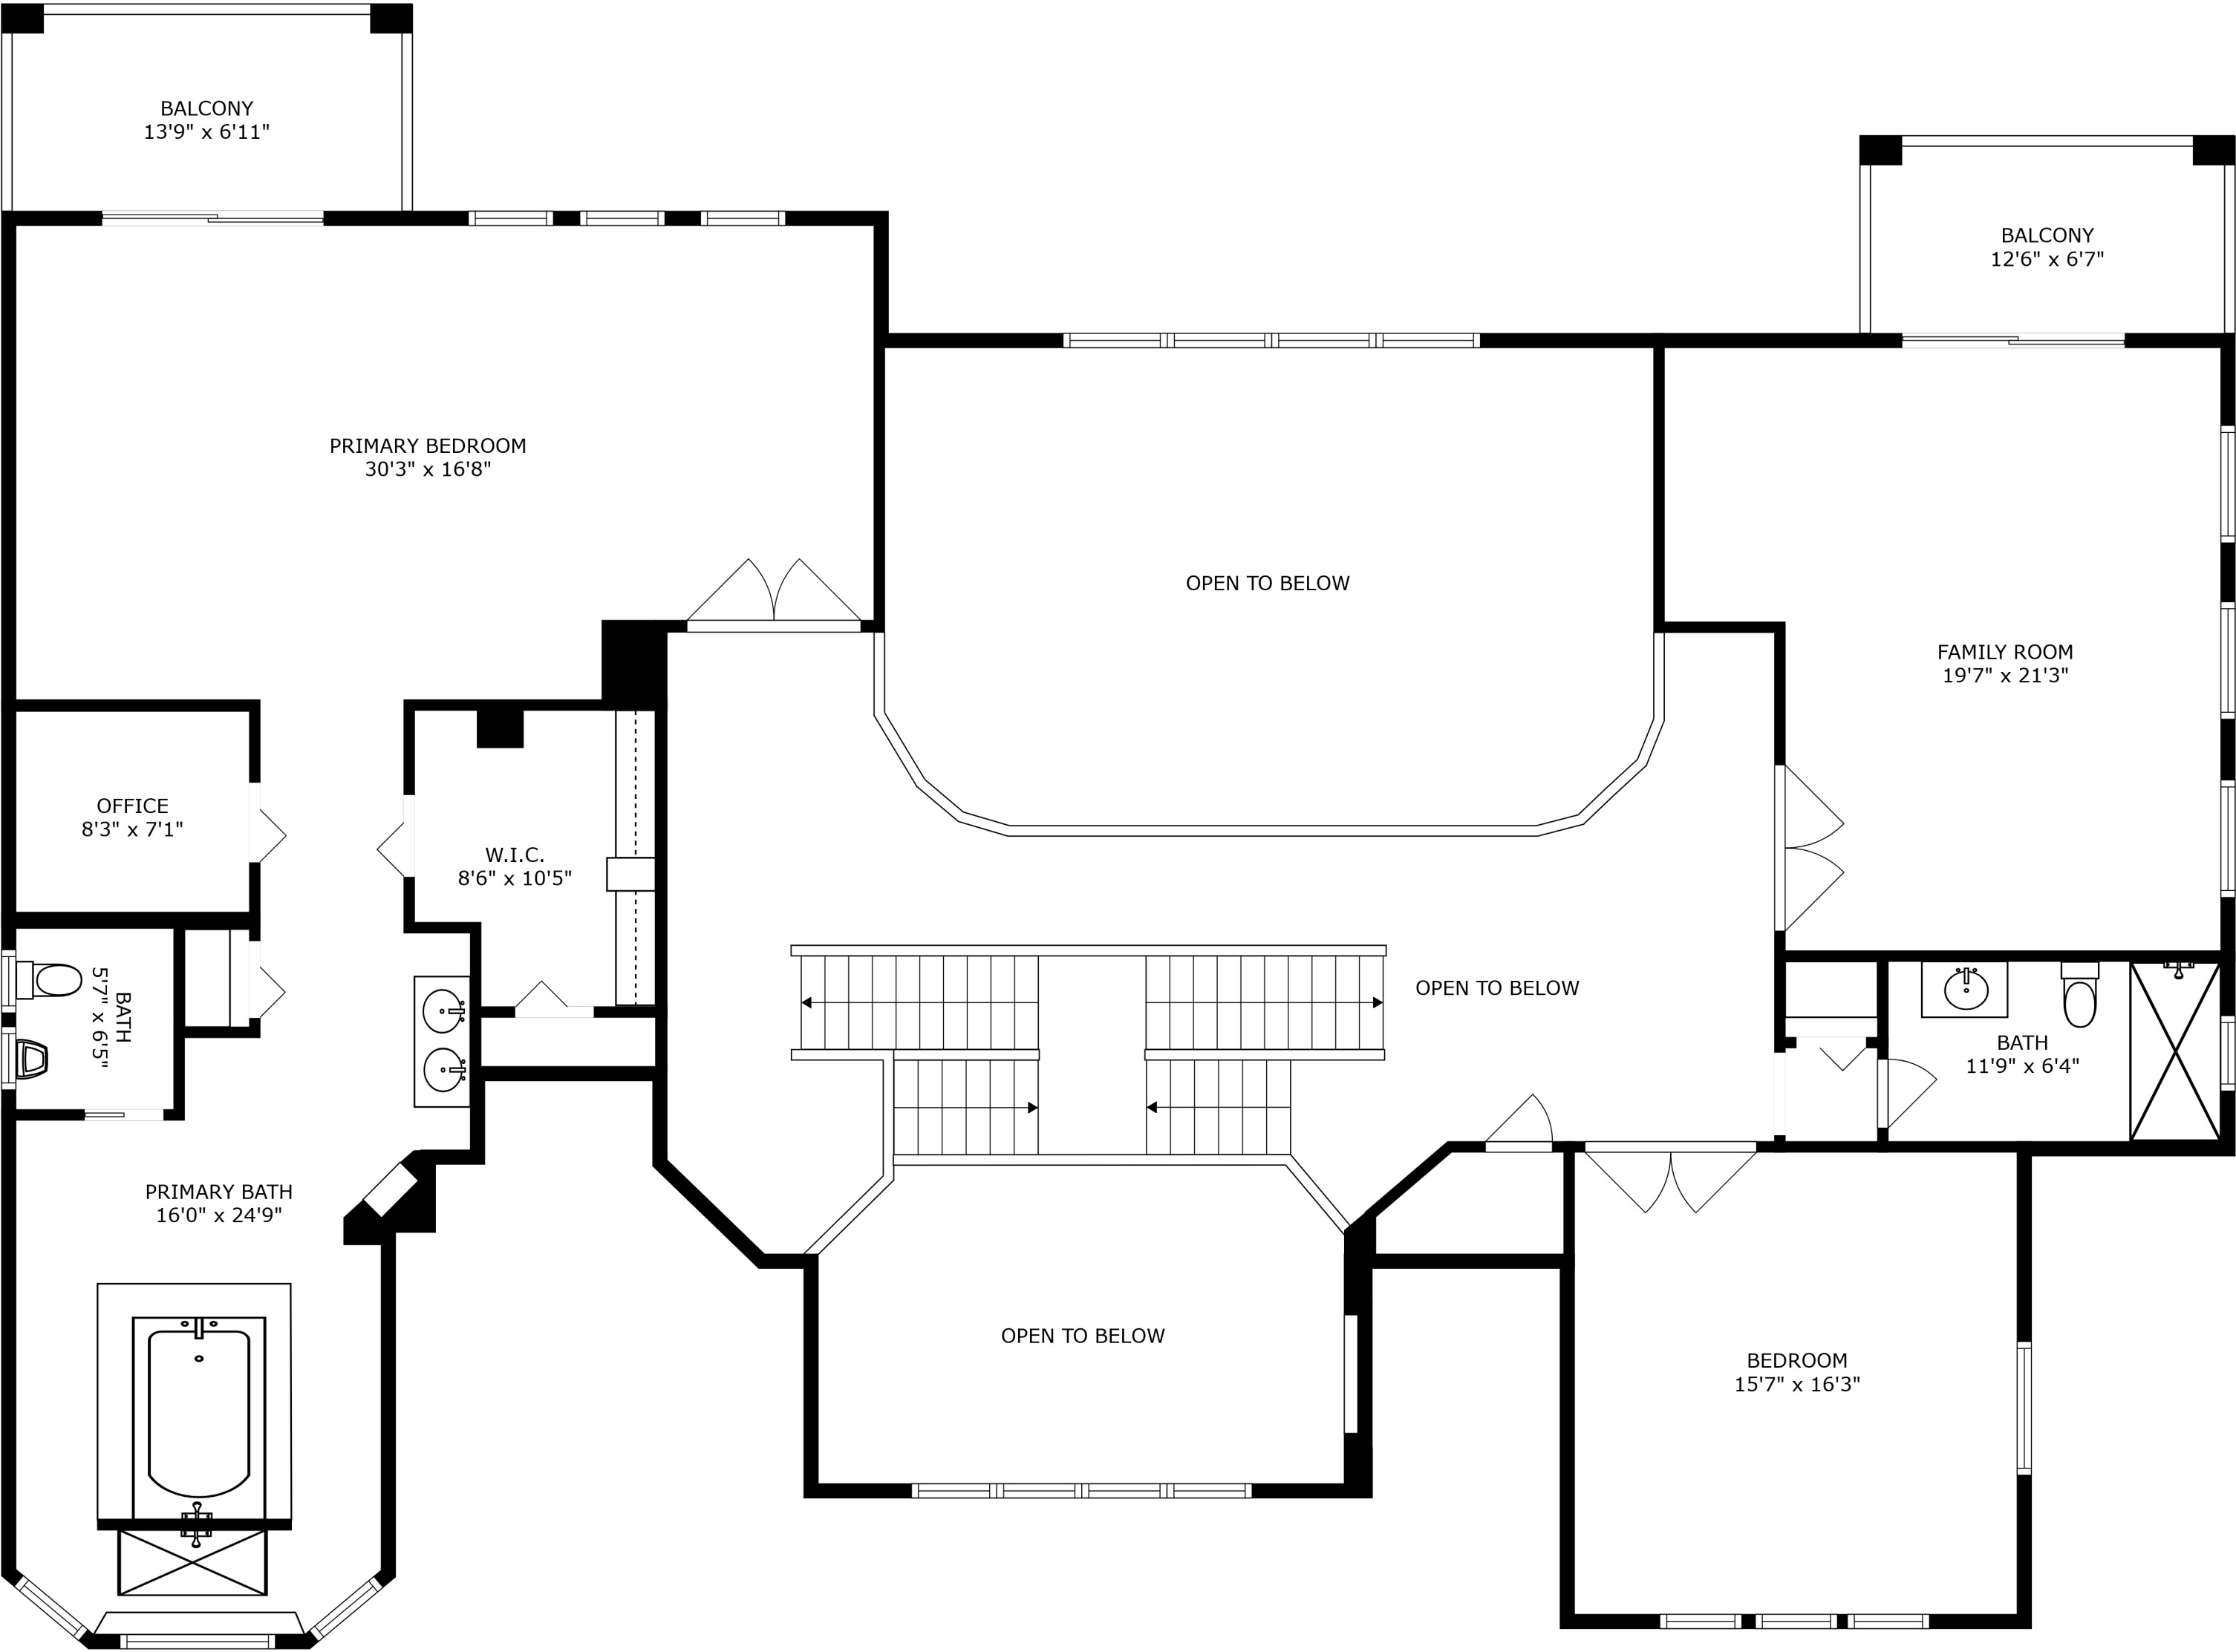 BALCONY
13'9" x 6'11"
BALCONY
12'6" x 6'7"
PRIMARY BEDROOM
30'3" x 16'8"
OPEN TO BELOW
FAMILY ROOM
19'7" x 21'3"
OFFICE
8'3" x 7'1"
W.I.C.
8'6" x 10'5"
BATH
5'7" x 6'5"
OPEN TO BELOW
BATH
11'9" x 6'4"
PRIMARY BATH
16'0" x 24'9"
OPEN TO BELOW
BEDROOM
15'7" x 16'3"